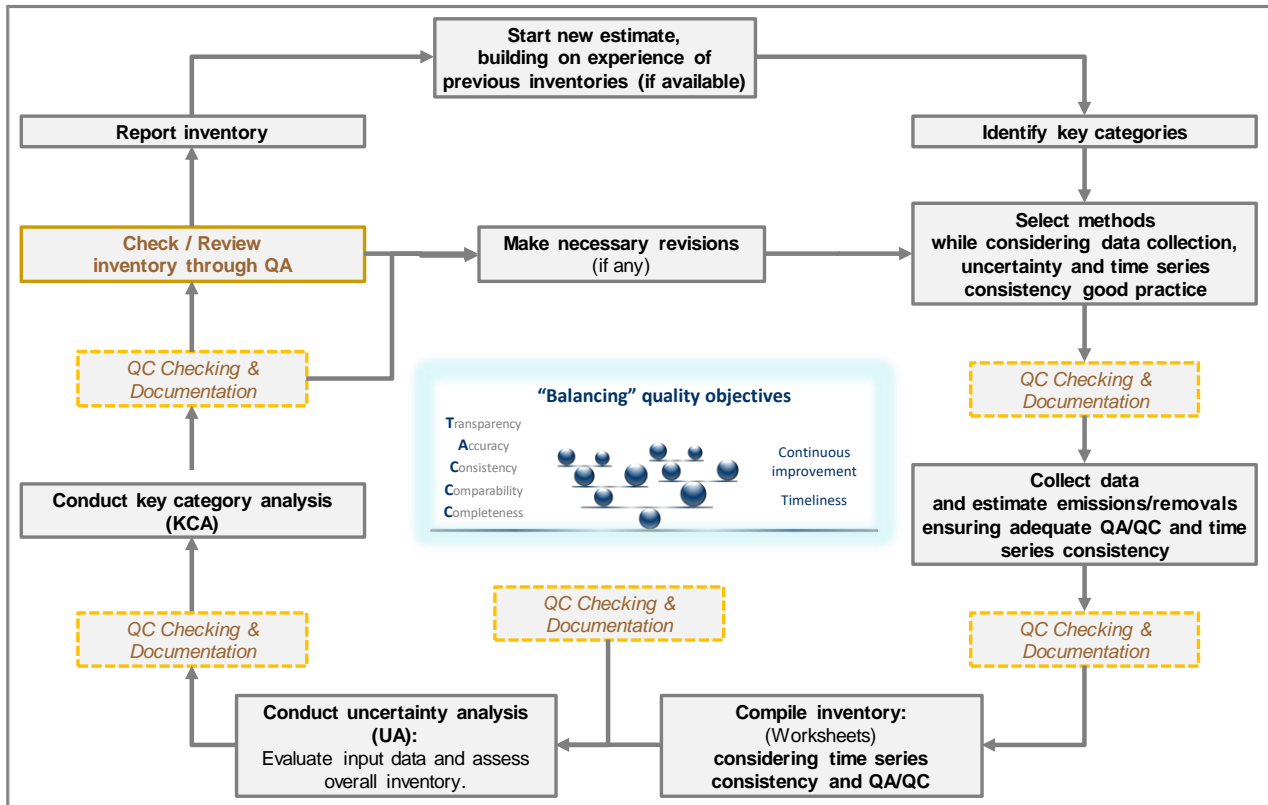 Start new estimate,
building on experience of
previous inventories (if available)
Report inventory
Identify key categories
Check / Review
inventory through QA
Make necessary revisions
(if any)
Select methods
while considering data collection,
uncertainty and time series
consistency good practice
QC Checking &
Documentation
QC Checking &
Documentation
“Balancing” quality objectives
Transparency
Accuracy
Consistency
Comparability
Completeness
Continuous
improvement
Timeliness
Conduct key category analysis
(KCA)
Collect data
and estimate emissions/removals
ensuring adequate QA/QC and time
series consistency
QC Checking &
Documentation
QC Checking &
Documentation
QC Checking &
Documentation
Conduct uncertainty analysis
(UA):
Evaluate input data and assess
overall inventory.
Compile inventory:
(Worksheets)
considering time series
consistency and QA/QC